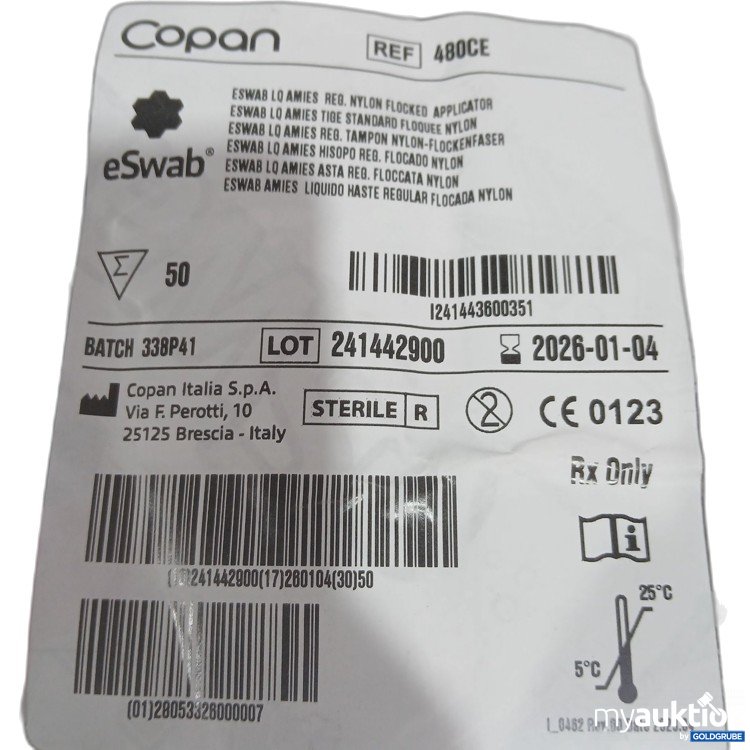 Copan
REF 480CE
ESWAB LQ AMIES REG. NYLON FLOCKED APPLICATOR
ESWAB LQ AMIES TIGE STANDARD FLOQUEE NYLON
ESWAB LQ AMIES REG. TAMPON NYLON-FLOCKENFASER
ESWAB LQ AMIES HISOPO REG. FLOCADO NYLON
ESWAB LQ AMIES ASTA REG. FLOCCATA NYLON
ESWAB AMIES LIQUIDO HASTE REGULAR FLOCADA NYLON
eSwab®
Σ 50
I241443600351
BATCH 338P41 LOT 241442900 2026-01-04
Copan Italia S.p.A.
Via F. Perotti, 10
25125 Brescia - Italy
STERILE R 2 CE 0123
Rx Only
i
241442900(17)260104(30)50
25°C
5°C
(01)28053326000007
I_0462
myauktio
by GOLDGRUBE